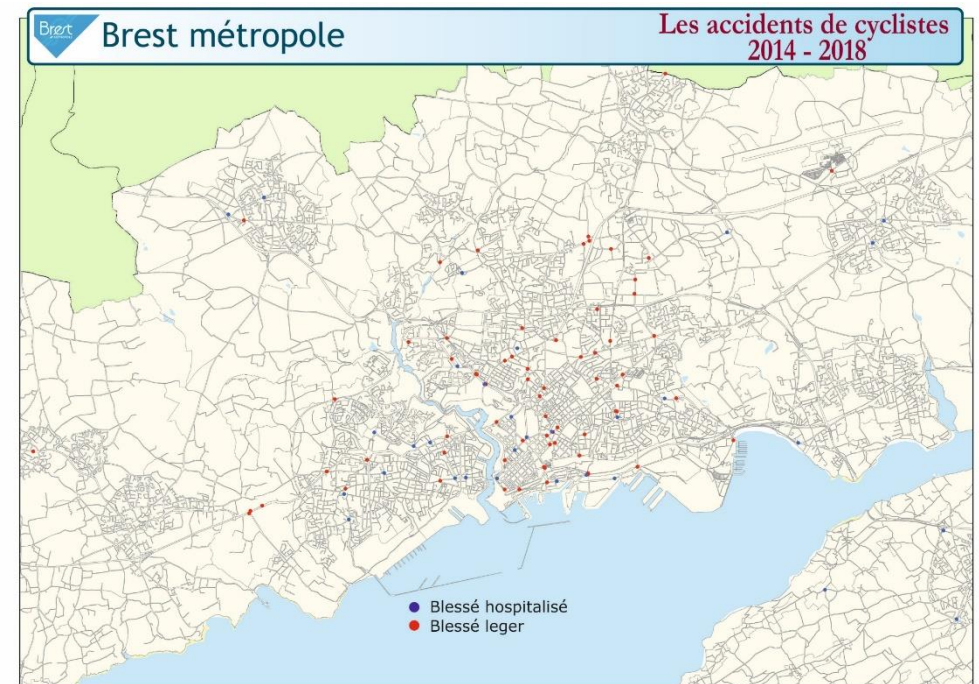 Brest
Brest métropole
Les accidents de cyclistes
2014 - 2018
Blessé hospitalisé
Blessé leger